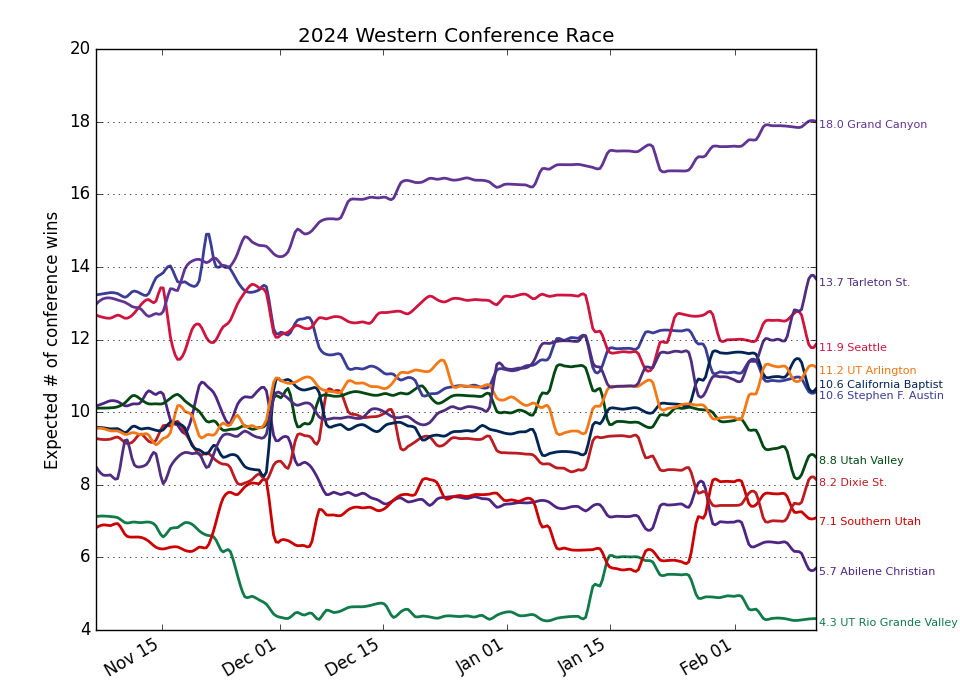 2024 Western Conference Race
Expected # of conference wins
20
18
16
14
12
10
8
6
4
Nov 15
Dec 01
Dec 15
Jan 01
Jan 15
Feb 01
18.0 Grand Canyon
13.7 Tarleton St.
11.9 Seattle
11.2 UT Arlington
10.6 California Baptist
10.6 Stephen F. Austin
8.8 Utah Valley
8.2 Dixie St.
7.1 Southern Utah
5.7 Abilene Christian
4.3 UT Rio Grande Valley